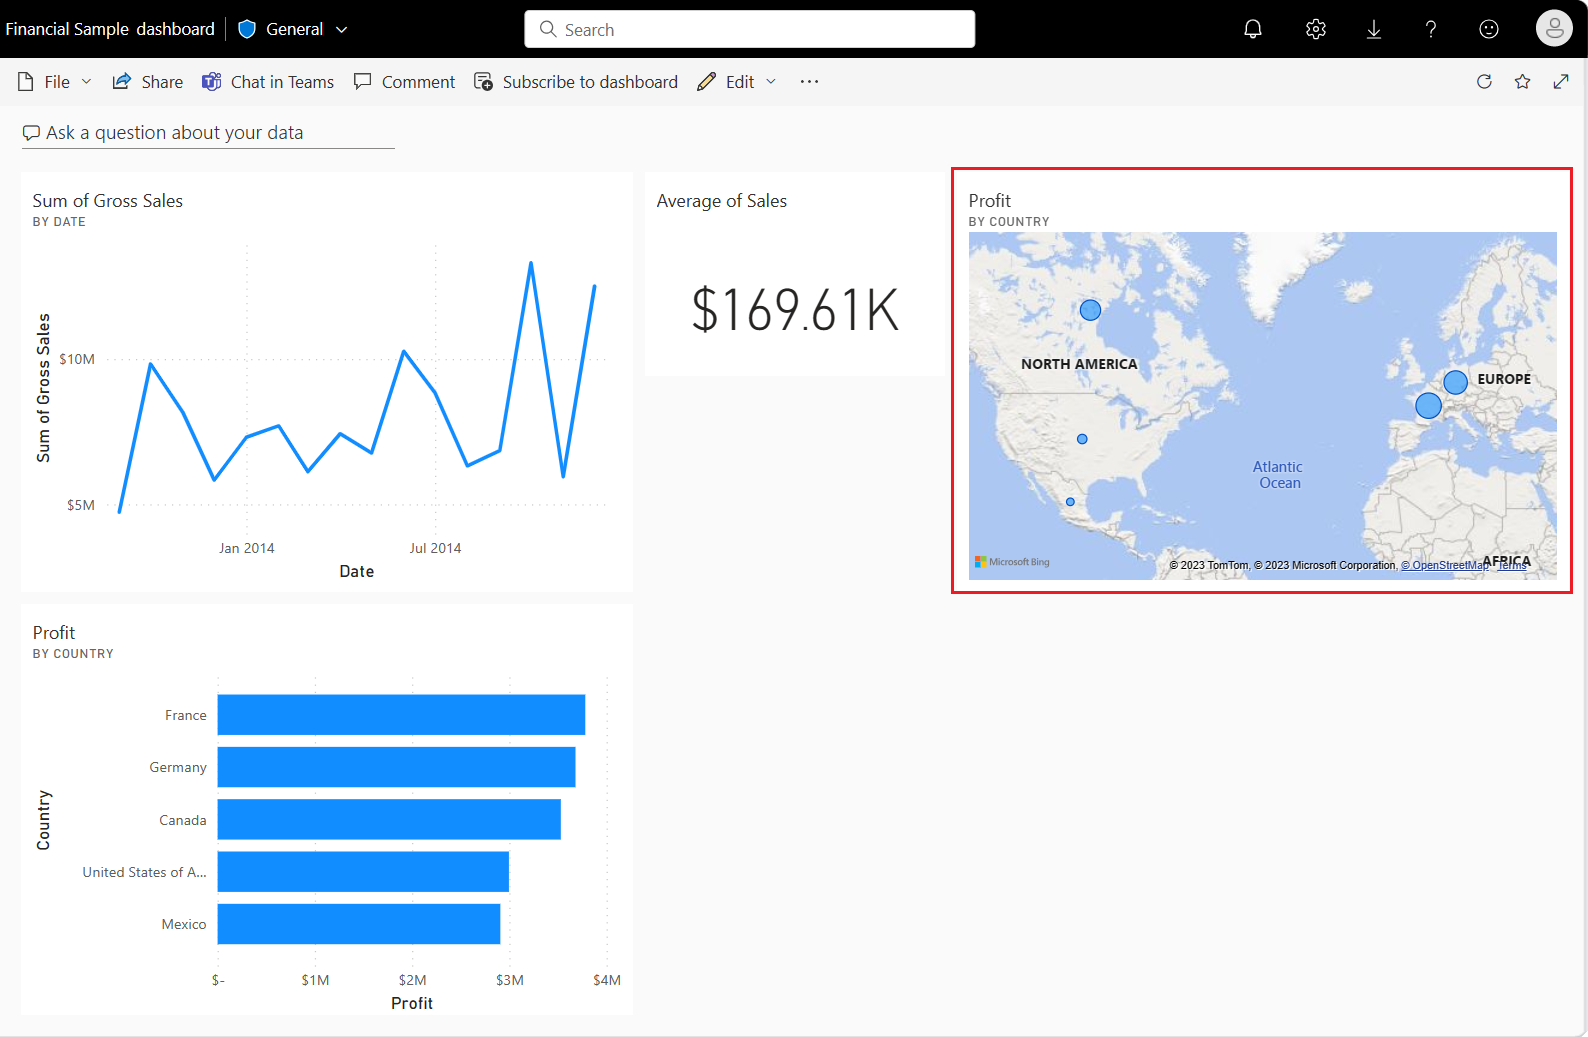 Financial Sample dashboard
General
Search
File
Share
Chat in Teams
Comment
Subscribe to dashboard
Edit
Ask a question about your data
Sum of Gross Sales
BY DATE
Sum of Gross Sales
$10M
$5M
Jan 2014
Jul 2014
Date
Average of Sales
$169.61K
Profit
BY COUNTRY
NORTH AMERICA
EUROPE
Atlantic
Ocean
AFRICA
Microsoft Bing
© 2023 TomTom, © 2023 Microsoft Corporation, © OpenStreetMap Terms
Profit
BY COUNTRY
Country
France
Germany
Canada
United States of A...
Mexico
$-
$1M
$2M
$3M
$4M
Profit